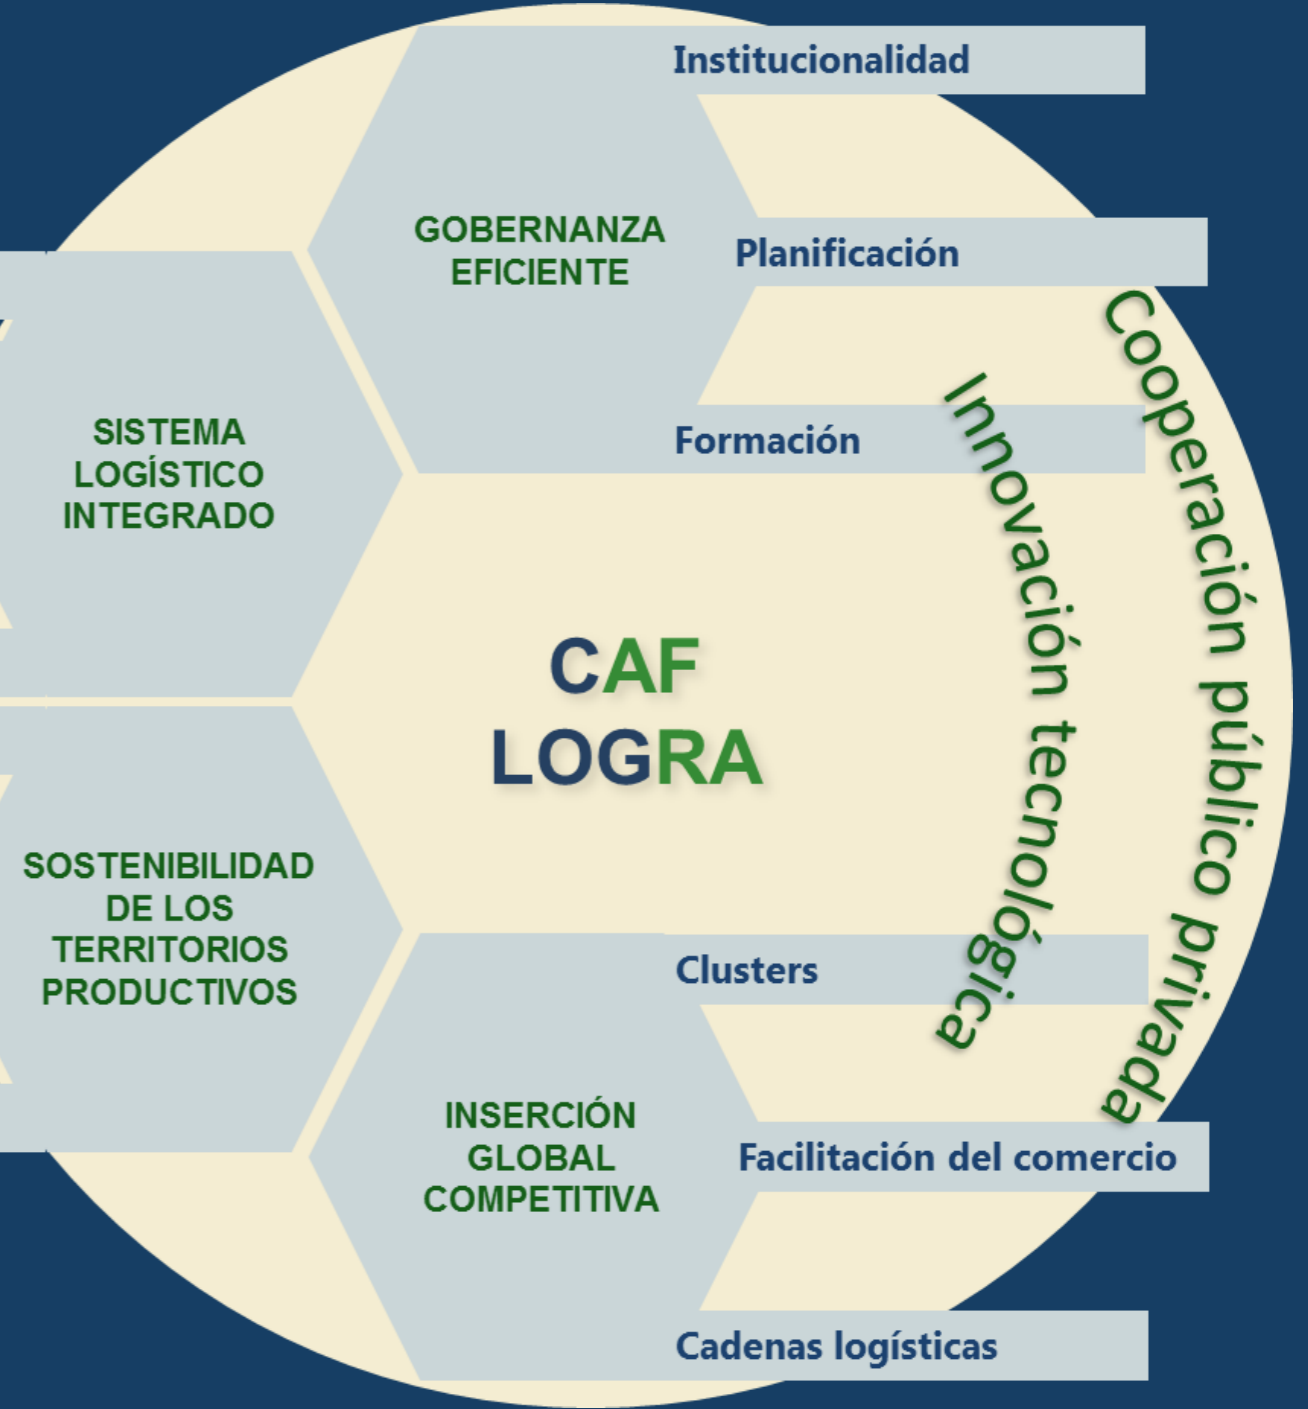 Institucionalidad
GOBERNANZA
EFICIENTE
Planificación
Formación
SISTEMA
LOGÍSTICO
INTEGRADO
CAF
LOGRA
Innovación tecnológica
Cooperación público privada
SOSTENIBILIDAD
DE LOS
TERRITORIOS
PRODUCTIVOS
Clusters
INSERCIÓN
GLOBAL
COMPETITIVA
Facilitación del comercio
Cadenas logísticas